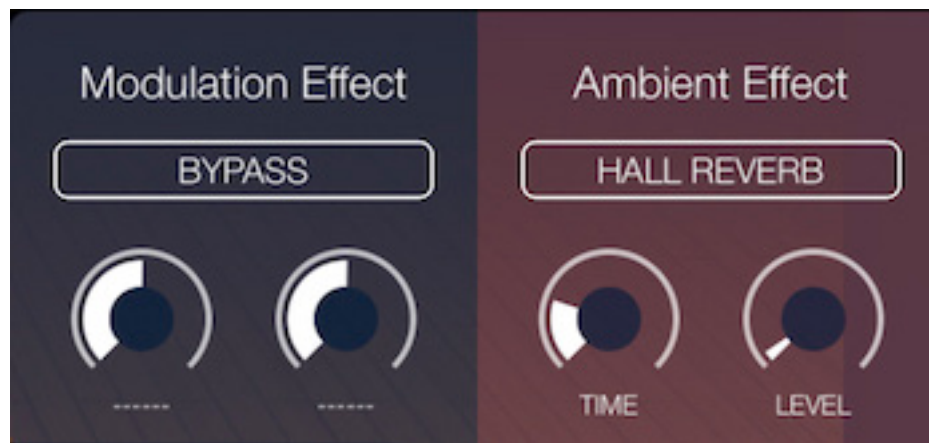 Modulation Effect
BYPASS
------
------
Ambient Effect
HALL REVERB
TIME
LEVEL